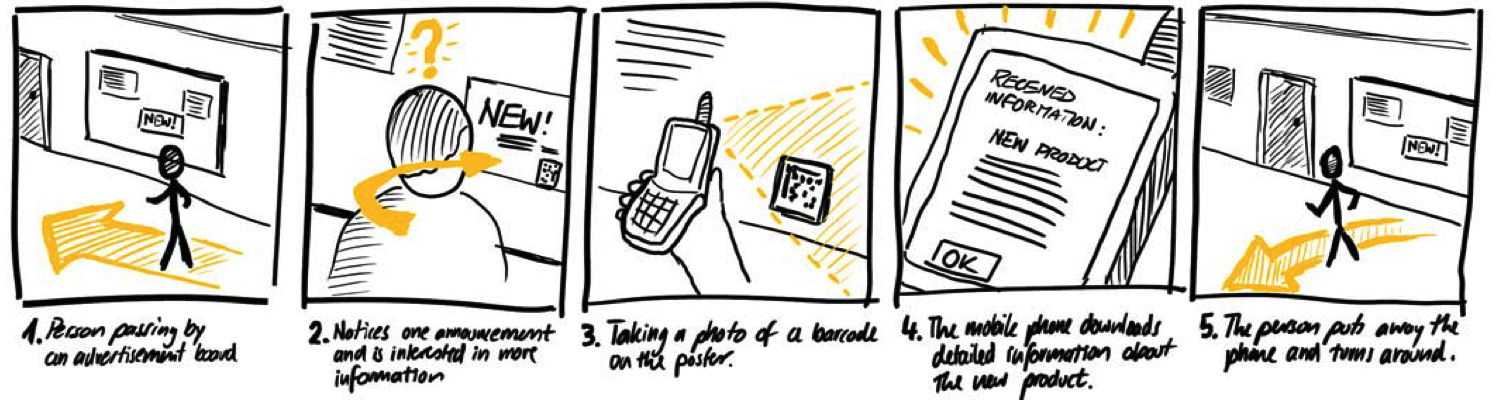 NEW!
1. Person passing by
an advertisement board
?
NEW!
2. Notices one announcement
and is interested in more
information
3. Taking a photo of a barcode
on the poster.
RECEIVED
INFORMATION:
NEW PRODUCT
OK
4. The mobile phone downloads
detailed information about
the new product.
NEW!
5. The person puts away the
phone and turns around.